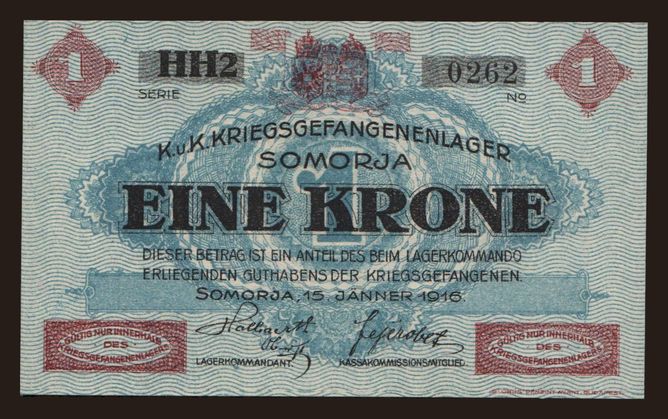 1 HH2 0262 1
SERIE No
K.u.K. KRIEGSGEFANGENENLAGER
SOMORJA
EINE KRONE
DIESER BETRAG IST EIN ANTEIL DES BEIM LAGERKOMMANDO
ERLIEGENDEN GUTHABENS DER KRIEGSGEFANGENEN.
SOMORJA, 15. JÄNNER 1916.
GÜLTIG NUR INNERHALB
DES
KRIEGSGEFANGENENLAGERS
LAGERKOMMANDANT.
KASSAKOMMISSIONSMITGLIED.
GÜLTIG NUR INNERHALB
DES
KRIEGSGEFANGENENLAGERS